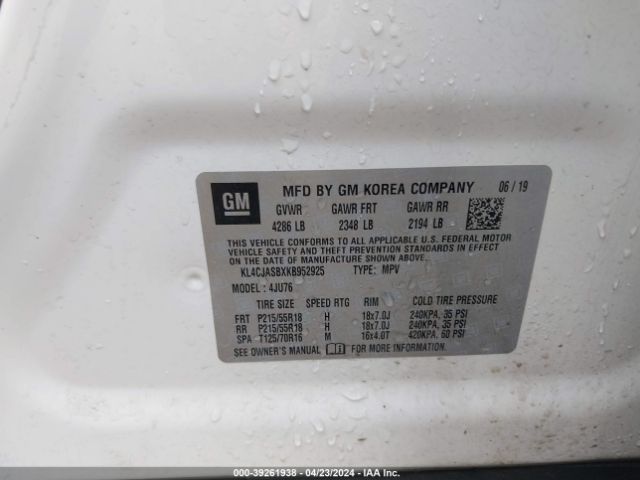 GM
MFD BY GM KOREA COMPANY 06 / 19
GVWR GAWR FRT GAWR RR
4286 LB 2348 LB 2194 LB
THIS VEHICLE CONFORMS TO ALL APPLICABLE U.S. FEDERAL MOTOR
VEHICLE SAFETY AND THEFT PREVENTION STANDARDS IN EFFECT
ON THE DATE OF MANUFACTURE SHOWN ABOVE.
KL4CJASBXKB952925 TYPE: MPV
MODEL: 4JU76
TIRE SIZE SPEED RTG RIM COLD TIRE PRESSURE
FRT P215/55R18 H 18x7.0J 240KPA, 35 PSI
RR P215/55R18 H 18x7.0J 240KPA, 35 PSI
SPA T125/70R16 M 16x4.0T 420KPA, 60 PSI
SEE OWNER'S MANUAL FOR MORE INFORMATION.
000-39261938 - 04/23/2024 - IAA Inc.